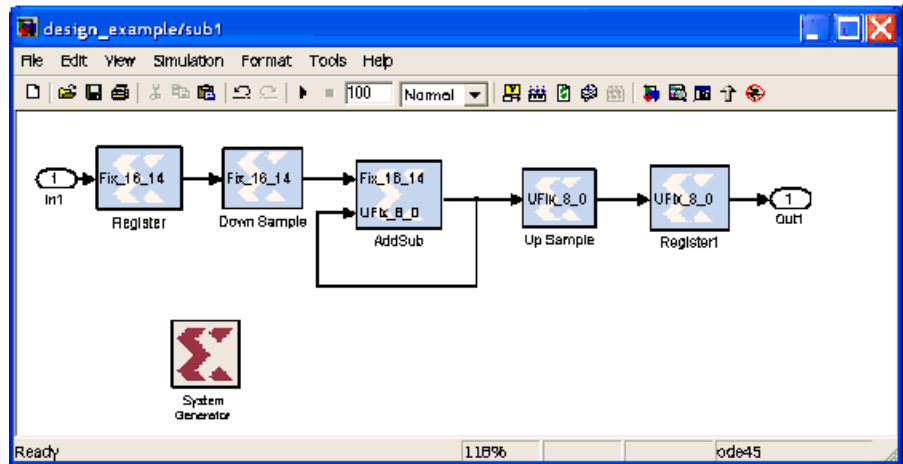 design_example/sub1
File Edit View Simulation Format Tools Help
100 Normal
1
In1
Fix_16_14
Register
Fix_16_14
Down Sample
Fix_16_14
UFix_8_0
AddSub
UFix_8_0
Up Sample
UFix_8_0
Register1
1
Out1
System
Generator
Ready 118% ode45